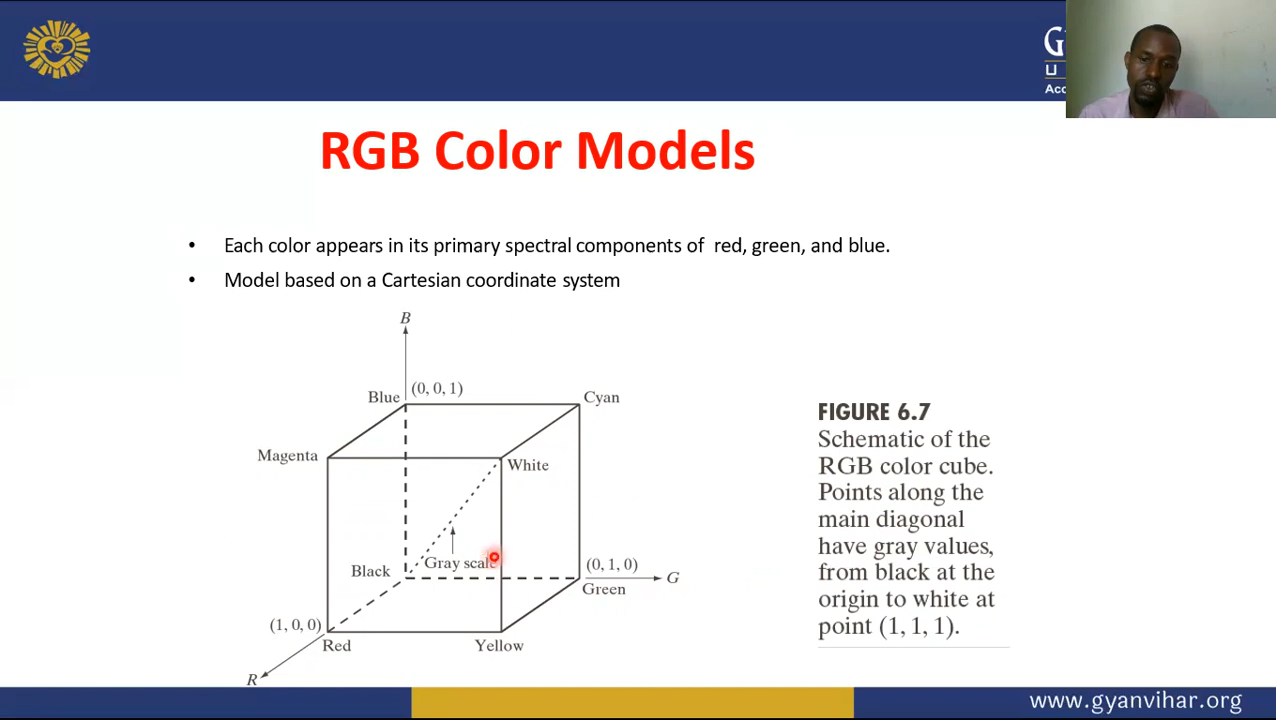 G
U
Acc
RGB Color Models
• Each color appears in its primary spectral components of red, green, and blue.
• Model based on a Cartesian coordinate system
B
Blue (0, 0, 1)
Cyan
Magenta
White
Black
Gray scale
(0, 1, 0)
G
Green
(1, 0, 0)
Red
Yellow
R
FIGURE 6.7
Schematic of the
RGB color cube.
Points along the
main diagonal
have gray values,
from black at the
origin to white at
point (1, 1, 1).
www.gyanvihar.org